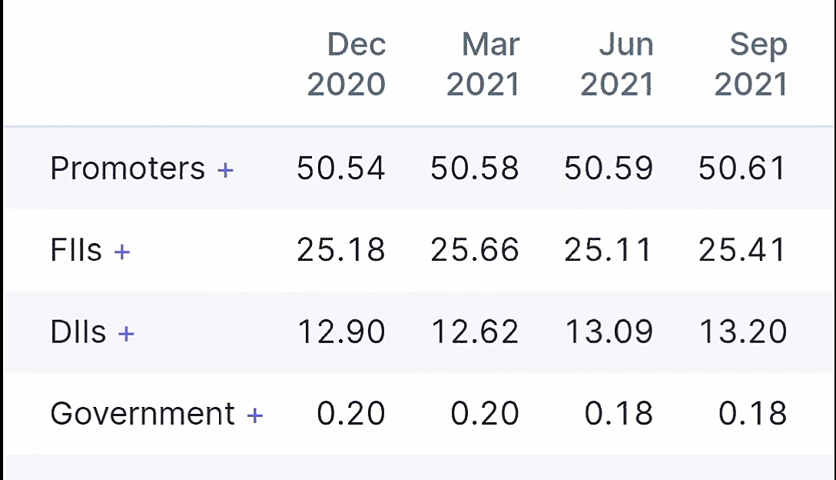 Dec Mar Jun Sep
2020 2021 2021 2021
Promoters + 50.54 50.58 50.59 50.61
FIIs + 25.18 25.66 25.11 25.41
DIIs + 12.90 12.62 13.09 13.20
Government + 0.20 0.20 0.18 0.18